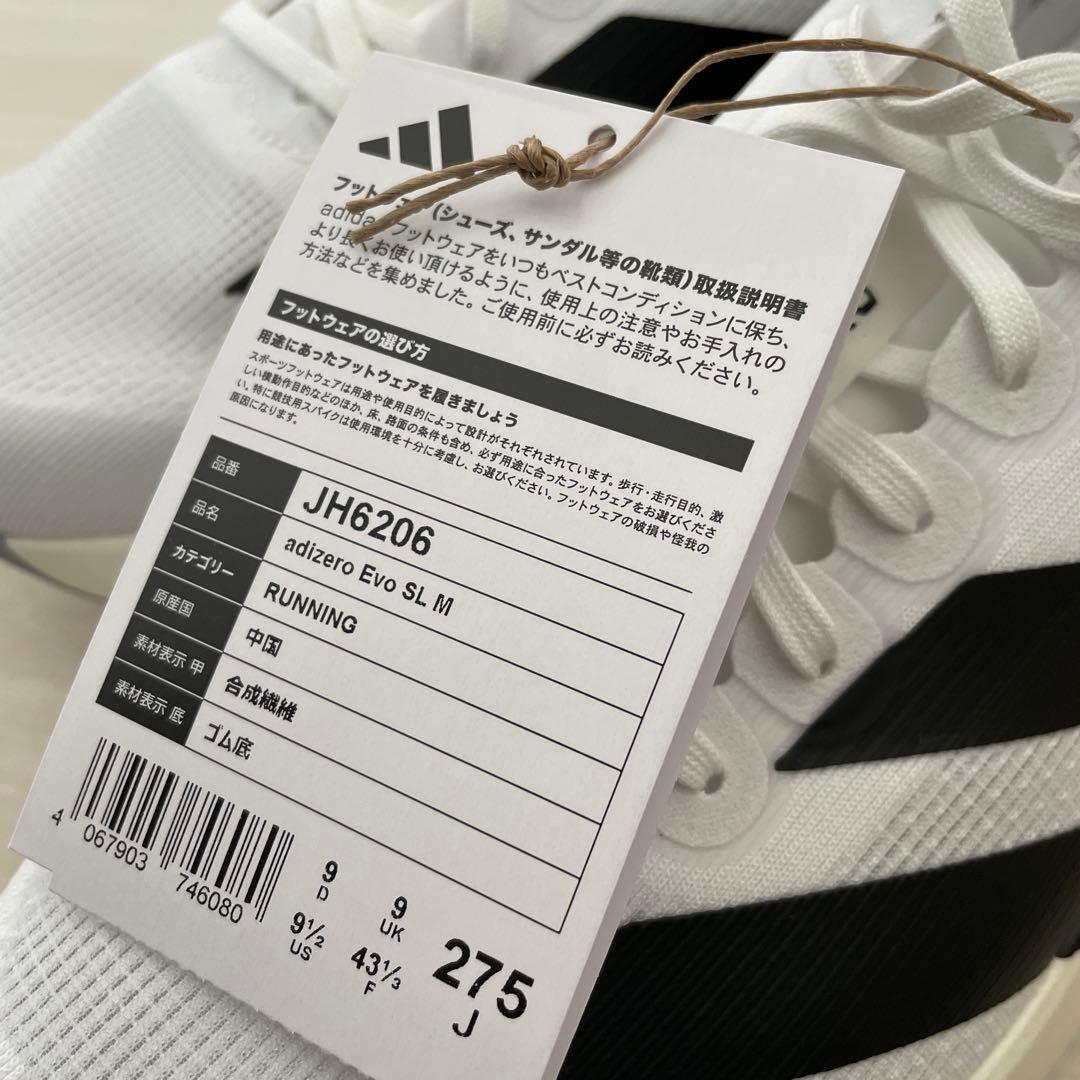 フットウェア(シューズ、サンダル等の靴類)取扱説明書
adidasフットウェアをいつもベストコンディションに保ち、
より長くお使い頂けるように、使用上の注意やお手入れの
方法などを集めました。ご使用前に必ずお読みください。
フットウェアの選び方
用途にあったフットウェアを履きましょう
スポーツフットウェアは用途や使用目的によって設計がそれぞれされています。歩行・走行目的、激
しい横動作目的などのほか、床、路面の条件も含め、必ず用途に合ったフットウェアをお選びくださ
い。特に競技用スパイクは使用環境を十分に考慮し、お選びください。フットウェアの破損や怪我の
原因になります。
品番 JH6206
品名 adizero Evo SL M
カテゴリー RUNNING
原産国 中国
素材表示 甲 合成繊維
素材表示 底 ゴム底
4 067903 746080
9 D
9 UK
9½ US
43⅓ F
275 J